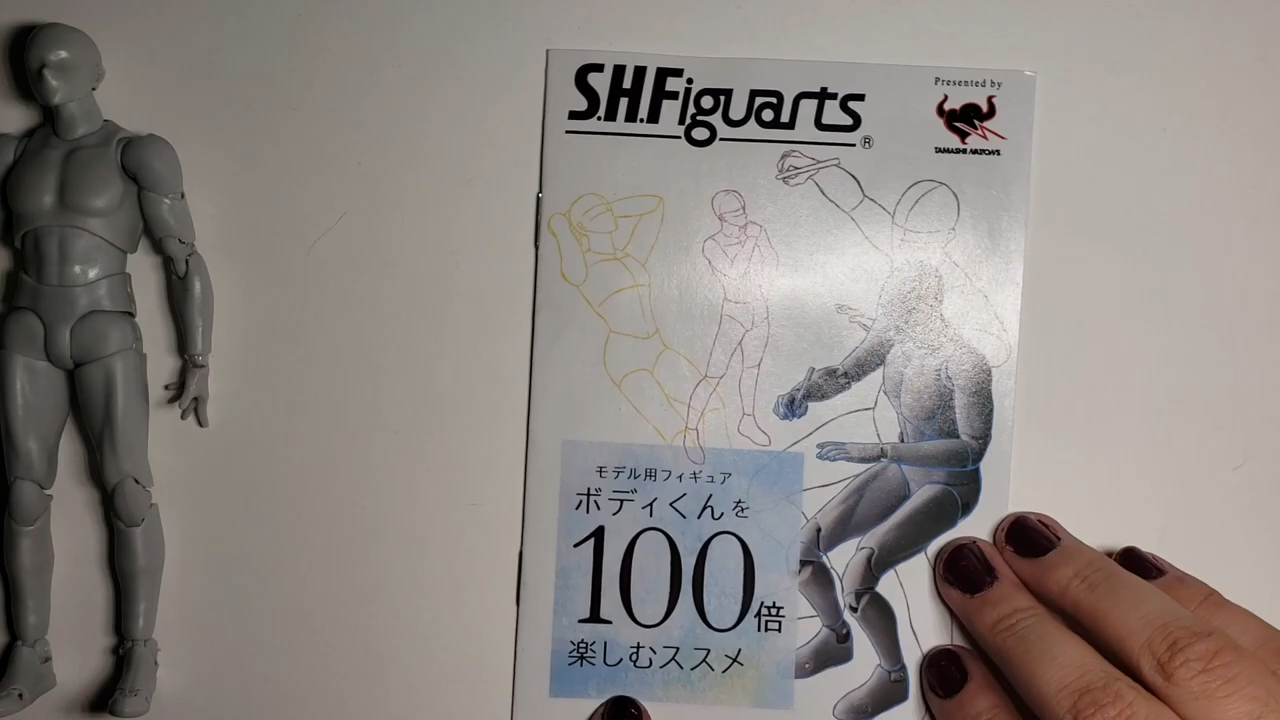 S.H.Figuarts
®
Presented by
TAMASHII NATIONS
モデル用フィギュア
ボディくんを
100倍
楽しむススメ